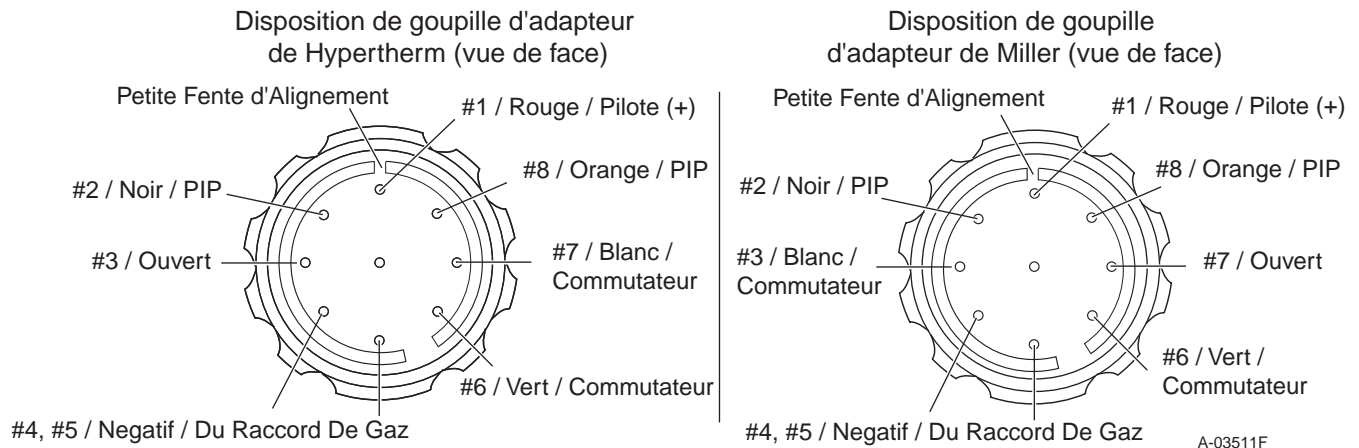 Disposition de goupille d'adapteur
de Hypertherm (vue de face)
Petite Fente d'Alignement
#1 / Rouge / Pilote (+)
#2 / Noir / PIP
#8 / Orange / PIP
#3 / Ouvert
#7 / Blanc /
Commutateur
#6 / Vert / Commutateur
#4, #5 / Negatif / Du Raccord De Gaz
Disposition de goupille
d'adapteur de Miller (vue de face)
Petite Fente d'Alignement
#1 / Rouge / Pilote (+)
#2 / Noir / PIP
#8 / Orange / PIP
#3 / Blanc /
Commutateur
#7 / Ouvert
#6 / Vert /
Commutateur
#4, #5 / Negatif / Du Raccord De Gaz
A-03511F